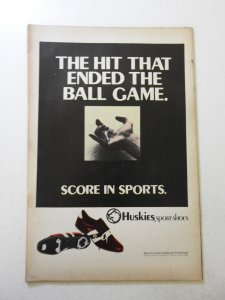 THE HIT THAT
ENDED THE
BALL GAME.
SCORE IN SPORTS.
Huskies sport shoes